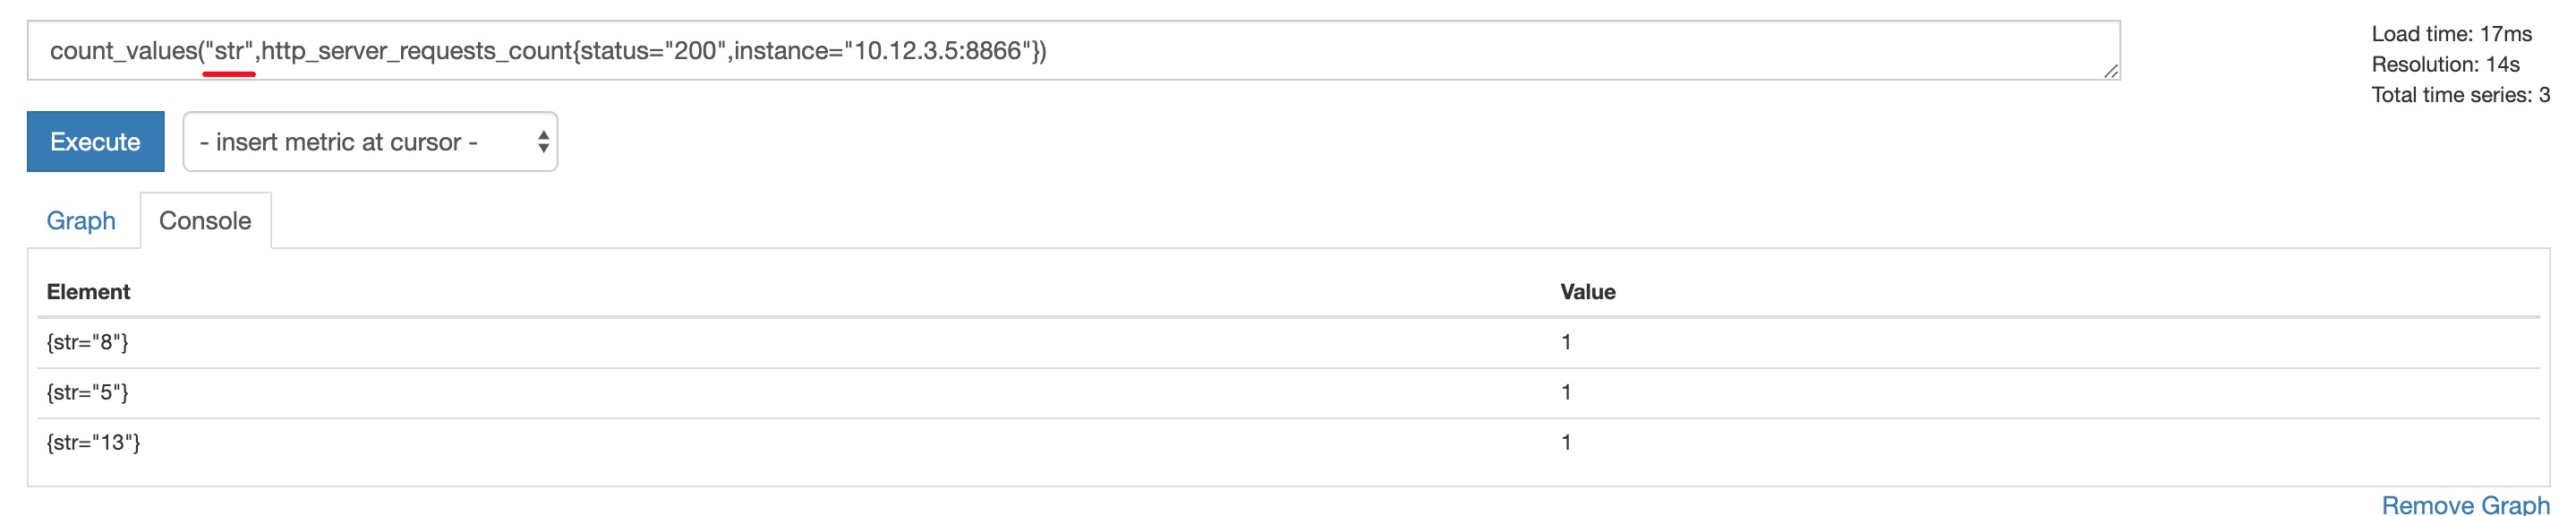 count_values("str",http_server_requests_count{status="200",instance="10.12.3.5:8866"})
Load time: 17ms
Resolution: 14s
Total time series: 3
Execute
- insert metric at cursor -
Graph Console
Element Value
{str="8"} 1
{str="5"} 1
{str="13"} 1
Remove Graph